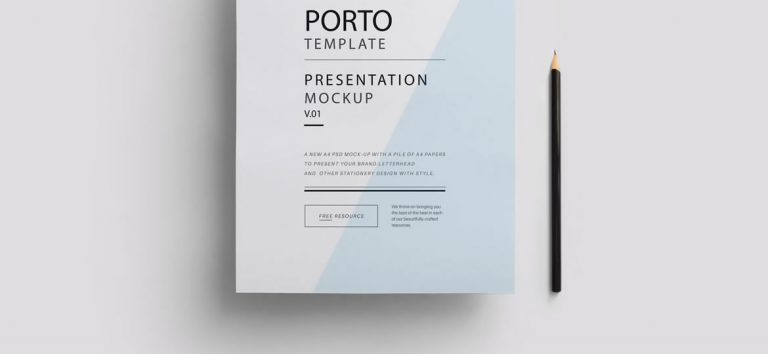 PORTO
TEMPLATE
PRESENTATION
MOCKUP
V.01
A NEW A4 PSD MOCK-UP WITH A PILE OF A4 PAPERS
TO PRESENT YOUR BRAND LETTERHEAD
AND OTHER STATIONERY DESIGN WITH STYLE.
FREE RESOURCE
We thrive on bringing you
the best of the best in each
of our beautifully crafted
resources.